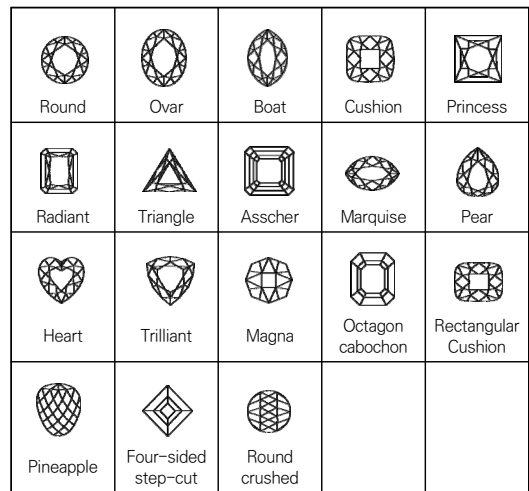 Round
Ovar
Boat
Cushion
Princess
Radiant
Triangle
Asscher
Marquise
Pear
Heart
Trilliant
Magna
Octagon
cabochon
Rectangular
Cushion
Pineapple
Four-sided
step-cut
Round
crushed